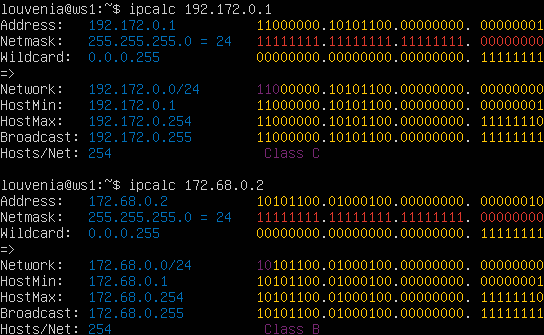 louvenia@ws1:~$ ipcalc 192.172.0.1
Address:   192.172.0.1          11000000.10101100.00000000. 00000001
Netmask:   255.255.255.0 = 24   11111111.11111111.11111111. 00000000
Wildcard:  0.0.0.255            00000000.00000000.00000000. 11111111
=>
Network:   192.172.0.0/24       11000000.10101100.00000000. 00000000
HostMin:   192.172.0.1          11000000.10101100.00000000. 00000001
HostMax:   192.172.0.254        11000000.10101100.00000000. 11111110
Broadcast: 192.172.0.255        11000000.10101100.00000000. 11111111
Hosts/Net: 254                   Class C
louvenia@ws1:~$ ipcalc 172.68.0.2
Address:   172.68.0.2           10101100.01000100.00000000. 00000010
Netmask:   255.255.255.0 = 24   11111111.11111111.11111111. 00000000
Wildcard:  0.0.0.255            00000000.00000000.00000000. 11111111
=>
Network:   172.68.0.0/24        10101100.01000100.00000000. 00000000
HostMin:   172.68.0.1           10101100.01000100.00000000. 00000001
HostMax:   172.68.0.254         10101100.01000100.00000000. 11111110
Broadcast: 172.68.0.255         10101100.01000100.00000000. 11111111
Hosts/Net: 254                   Class B